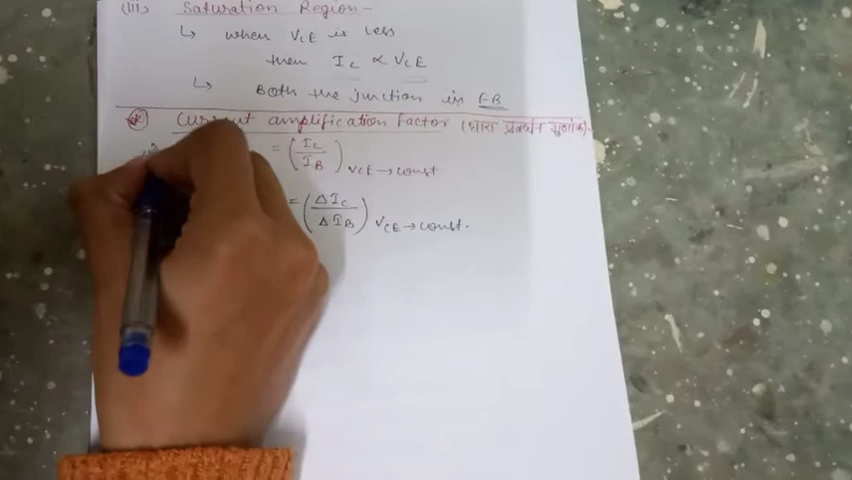 (iii) Saturation Region-
↳ when VCE is less
then IC ∝ VCE
↳ Both the junction in FB
* Current amplification factor (धारा प्रवर्धन गुणांक)-
= (IC/IB) VCE → const
= (ΔIC/ΔIB) VCE → const.